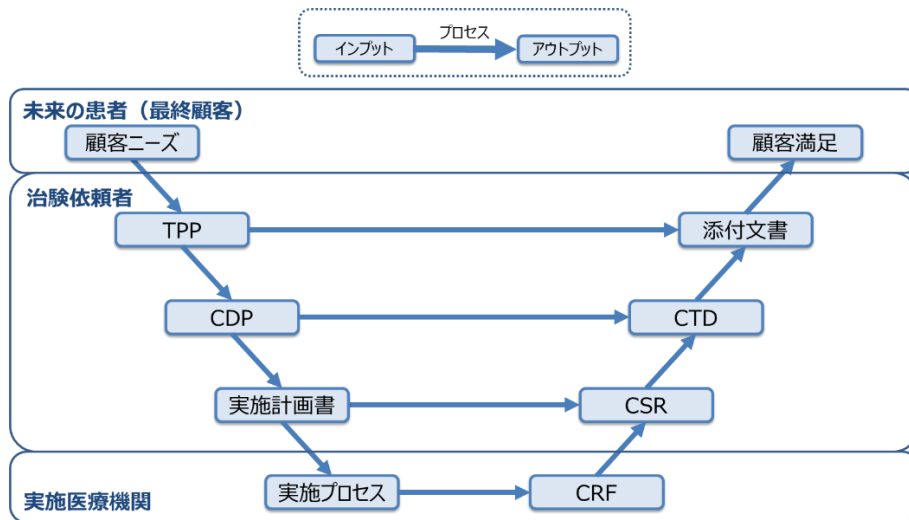 プロセス
インプット
アウトプット
未来の患者（最終顧客）
顧客ニーズ
顧客満足
治験依頼者
TPP
添付文書
CDP
CTD
実施計画書
CSR
実施プロセス
CRF
実施医療機関